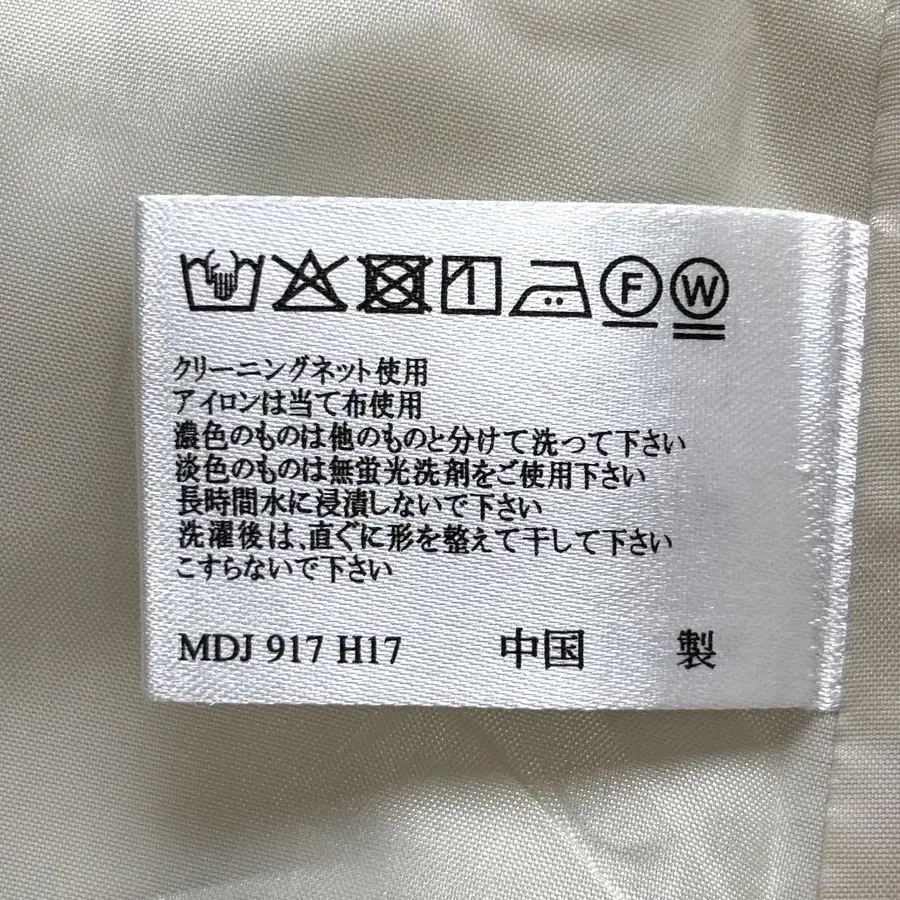 F W
クリーニングネット使用
アイロンは当て布使用
濃色のものは他のものと分けて洗って下さい
淡色のものは無蛍光洗剤をご使用下さい
長時間水に浸漬しないで下さい
洗濯後は、直ぐに形を整えて干して下さい
こすらないで下さい
MDJ 917 H17 中国 製